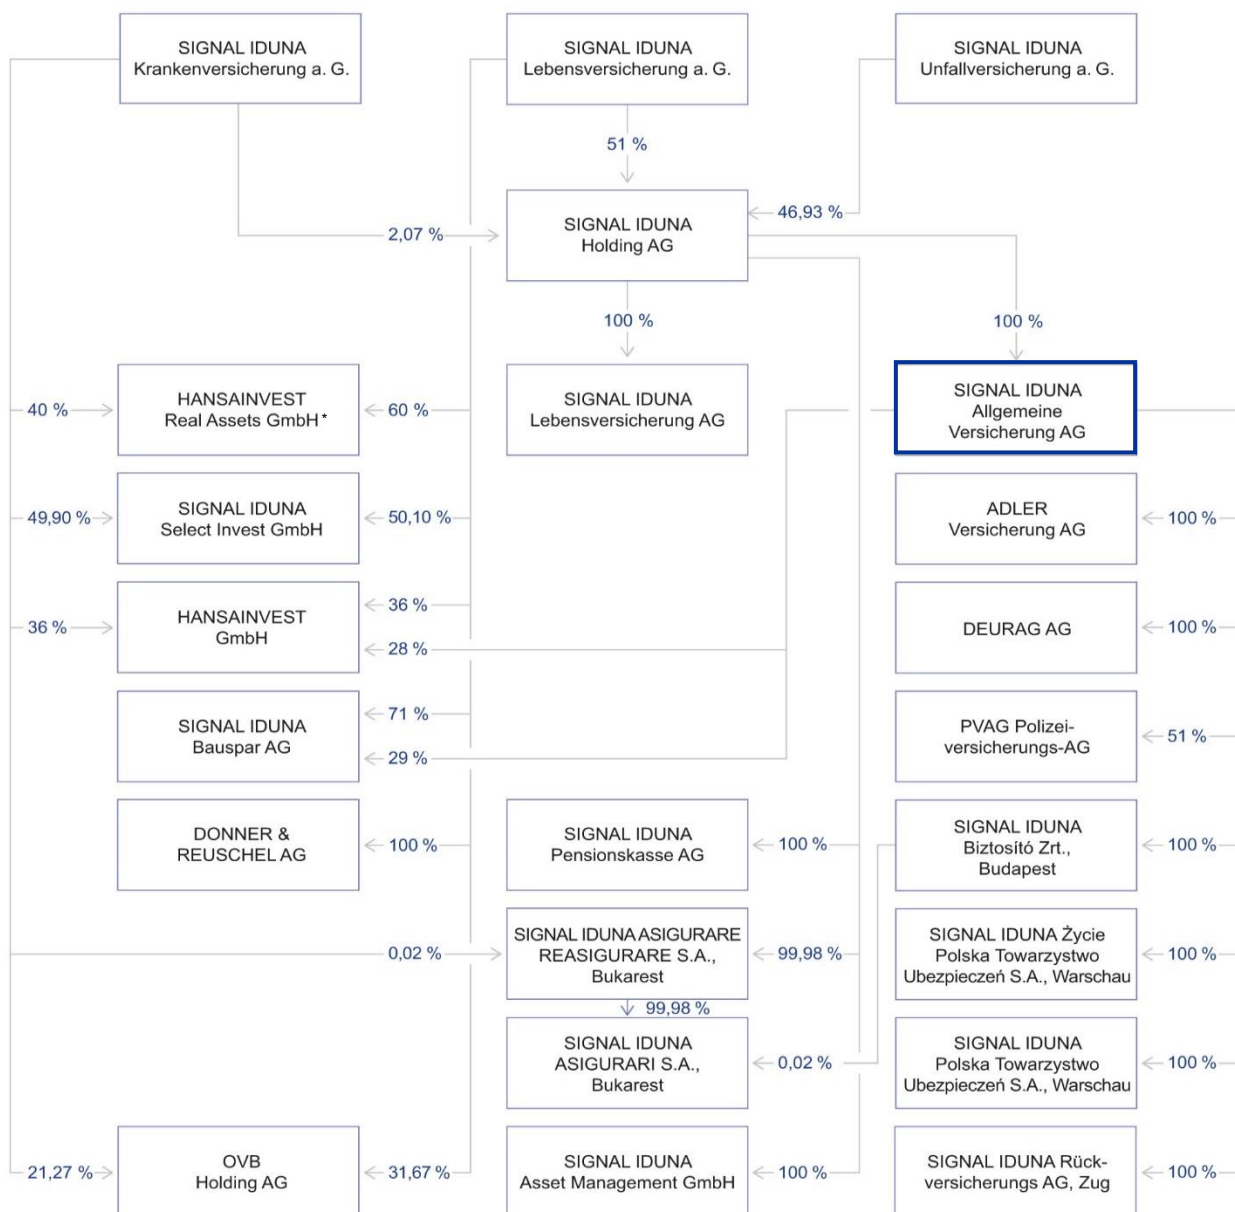 SIGNAL IDUNA
Krankenversicherung a. G.
SIGNAL IDUNA
Lebensversicherung a. G.
SIGNAL IDUNA
Unfallversicherung a. G.
51 %
SIGNAL IDUNA
Holding AG
46,93 %
2,07 %
100 %
100 %
40 %
HANSAINVEST
Real Assets GmbH*
60 %
SIGNAL IDUNA
Lebensversicherung AG
SIGNAL IDUNA
Allgemeine
Versicherung AG
49,90 %
SIGNAL IDUNA
Select Invest GmbH
50,10 %
ADLER
Versicherung AG
100 %
36 %
HANSAINVEST
GmbH
36 %
28 %
DEURAG AG
100 %
SIGNAL IDUNA
Bauspar AG
71 %
29 %
PVAG Polizei-
versicherungs-AG
51 %
DONNER &
REUSCHEL AG
100 %
SIGNAL IDUNA
Pensionskasse AG
100 %
SIGNAL IDUNA
Biztosító Zrt.,
Budapest
100 %
0,02 %
SIGNAL IDUNA ASIGURARE
REASIGURARE S.A.,
Bukarest
99,98 %
SIGNAL IDUNA Życie
Polska Towarzystwo
Ubezpieczeń S.A., Warschau
100 %
99,98 %
SIGNAL IDUNA
ASIGURARI S.A.,
Bukarest
0,02 %
SIGNAL IDUNA
Polska Towarzystwo
Ubezpieczeń S.A., Warschau
100 %
21,27 %
OVB
Holding AG
31,67 %
SIGNAL IDUNA
Asset Management GmbH
100 %
SIGNAL IDUNA Rück-
versicherungs AG, Zug
100 %